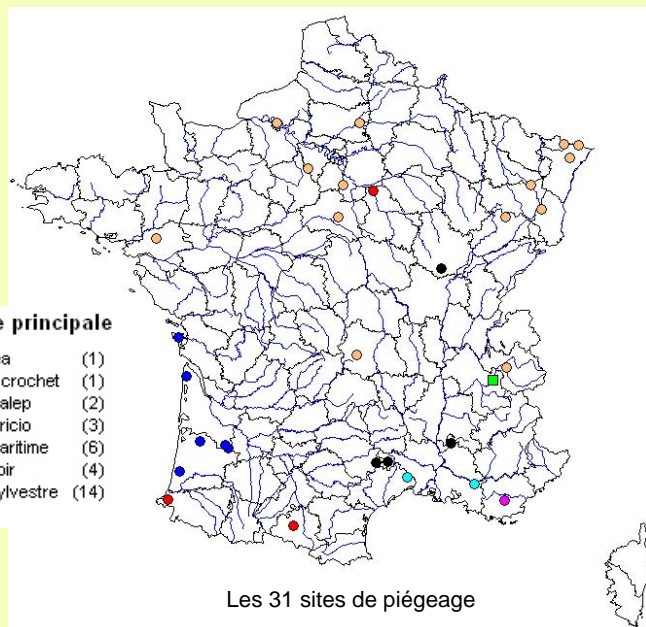 e principale
ea (1)
crochet (1)
alep (2)
ricio (3)
aritime (6)
oir (4)
ylvestre (14)
Les 31 sites de piégeage